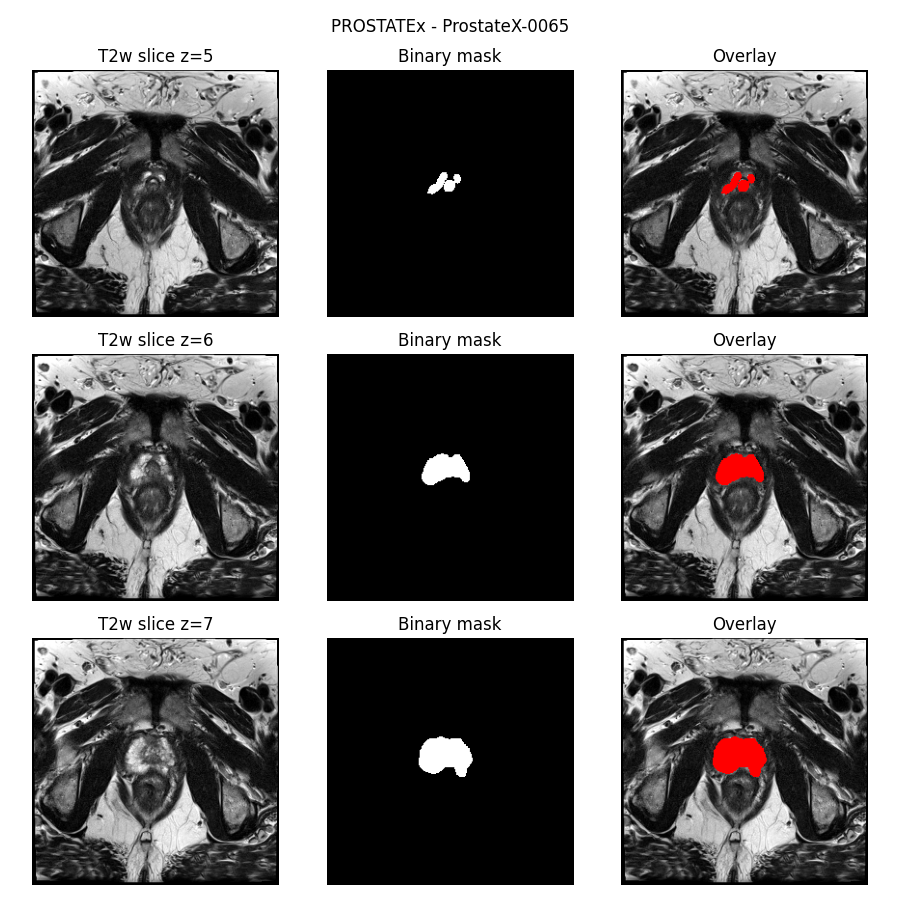 PROSTATEx - ProstateX-0065
T2w slice z=5
Binary mask
Overlay
T2w slice z=6
Binary mask
Overlay
T2w slice z=7
Binary mask
Overlay